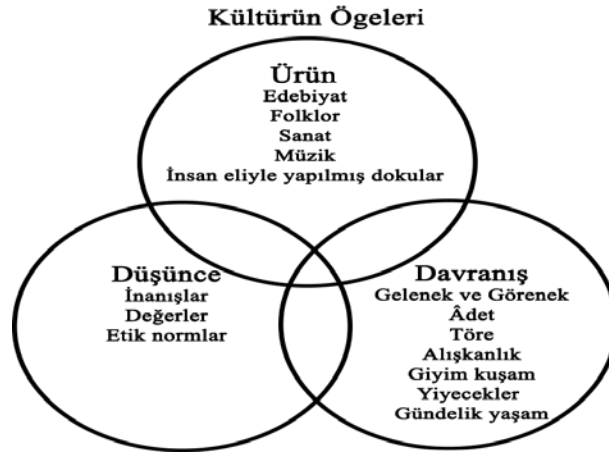 Kültürün Ögeleri
Ürün
Edebiyat
Folklor
Sanat
Müzik
İnsan eliyle yapılmış dokular
Düşünce
İnanışlar
Değerler
Etik normlar
Davranış
Gelenek ve Görenek
Âdet
Töre
Alışkanlık
Giyim kuşam
Yiyecekler
Gündelik yaşam